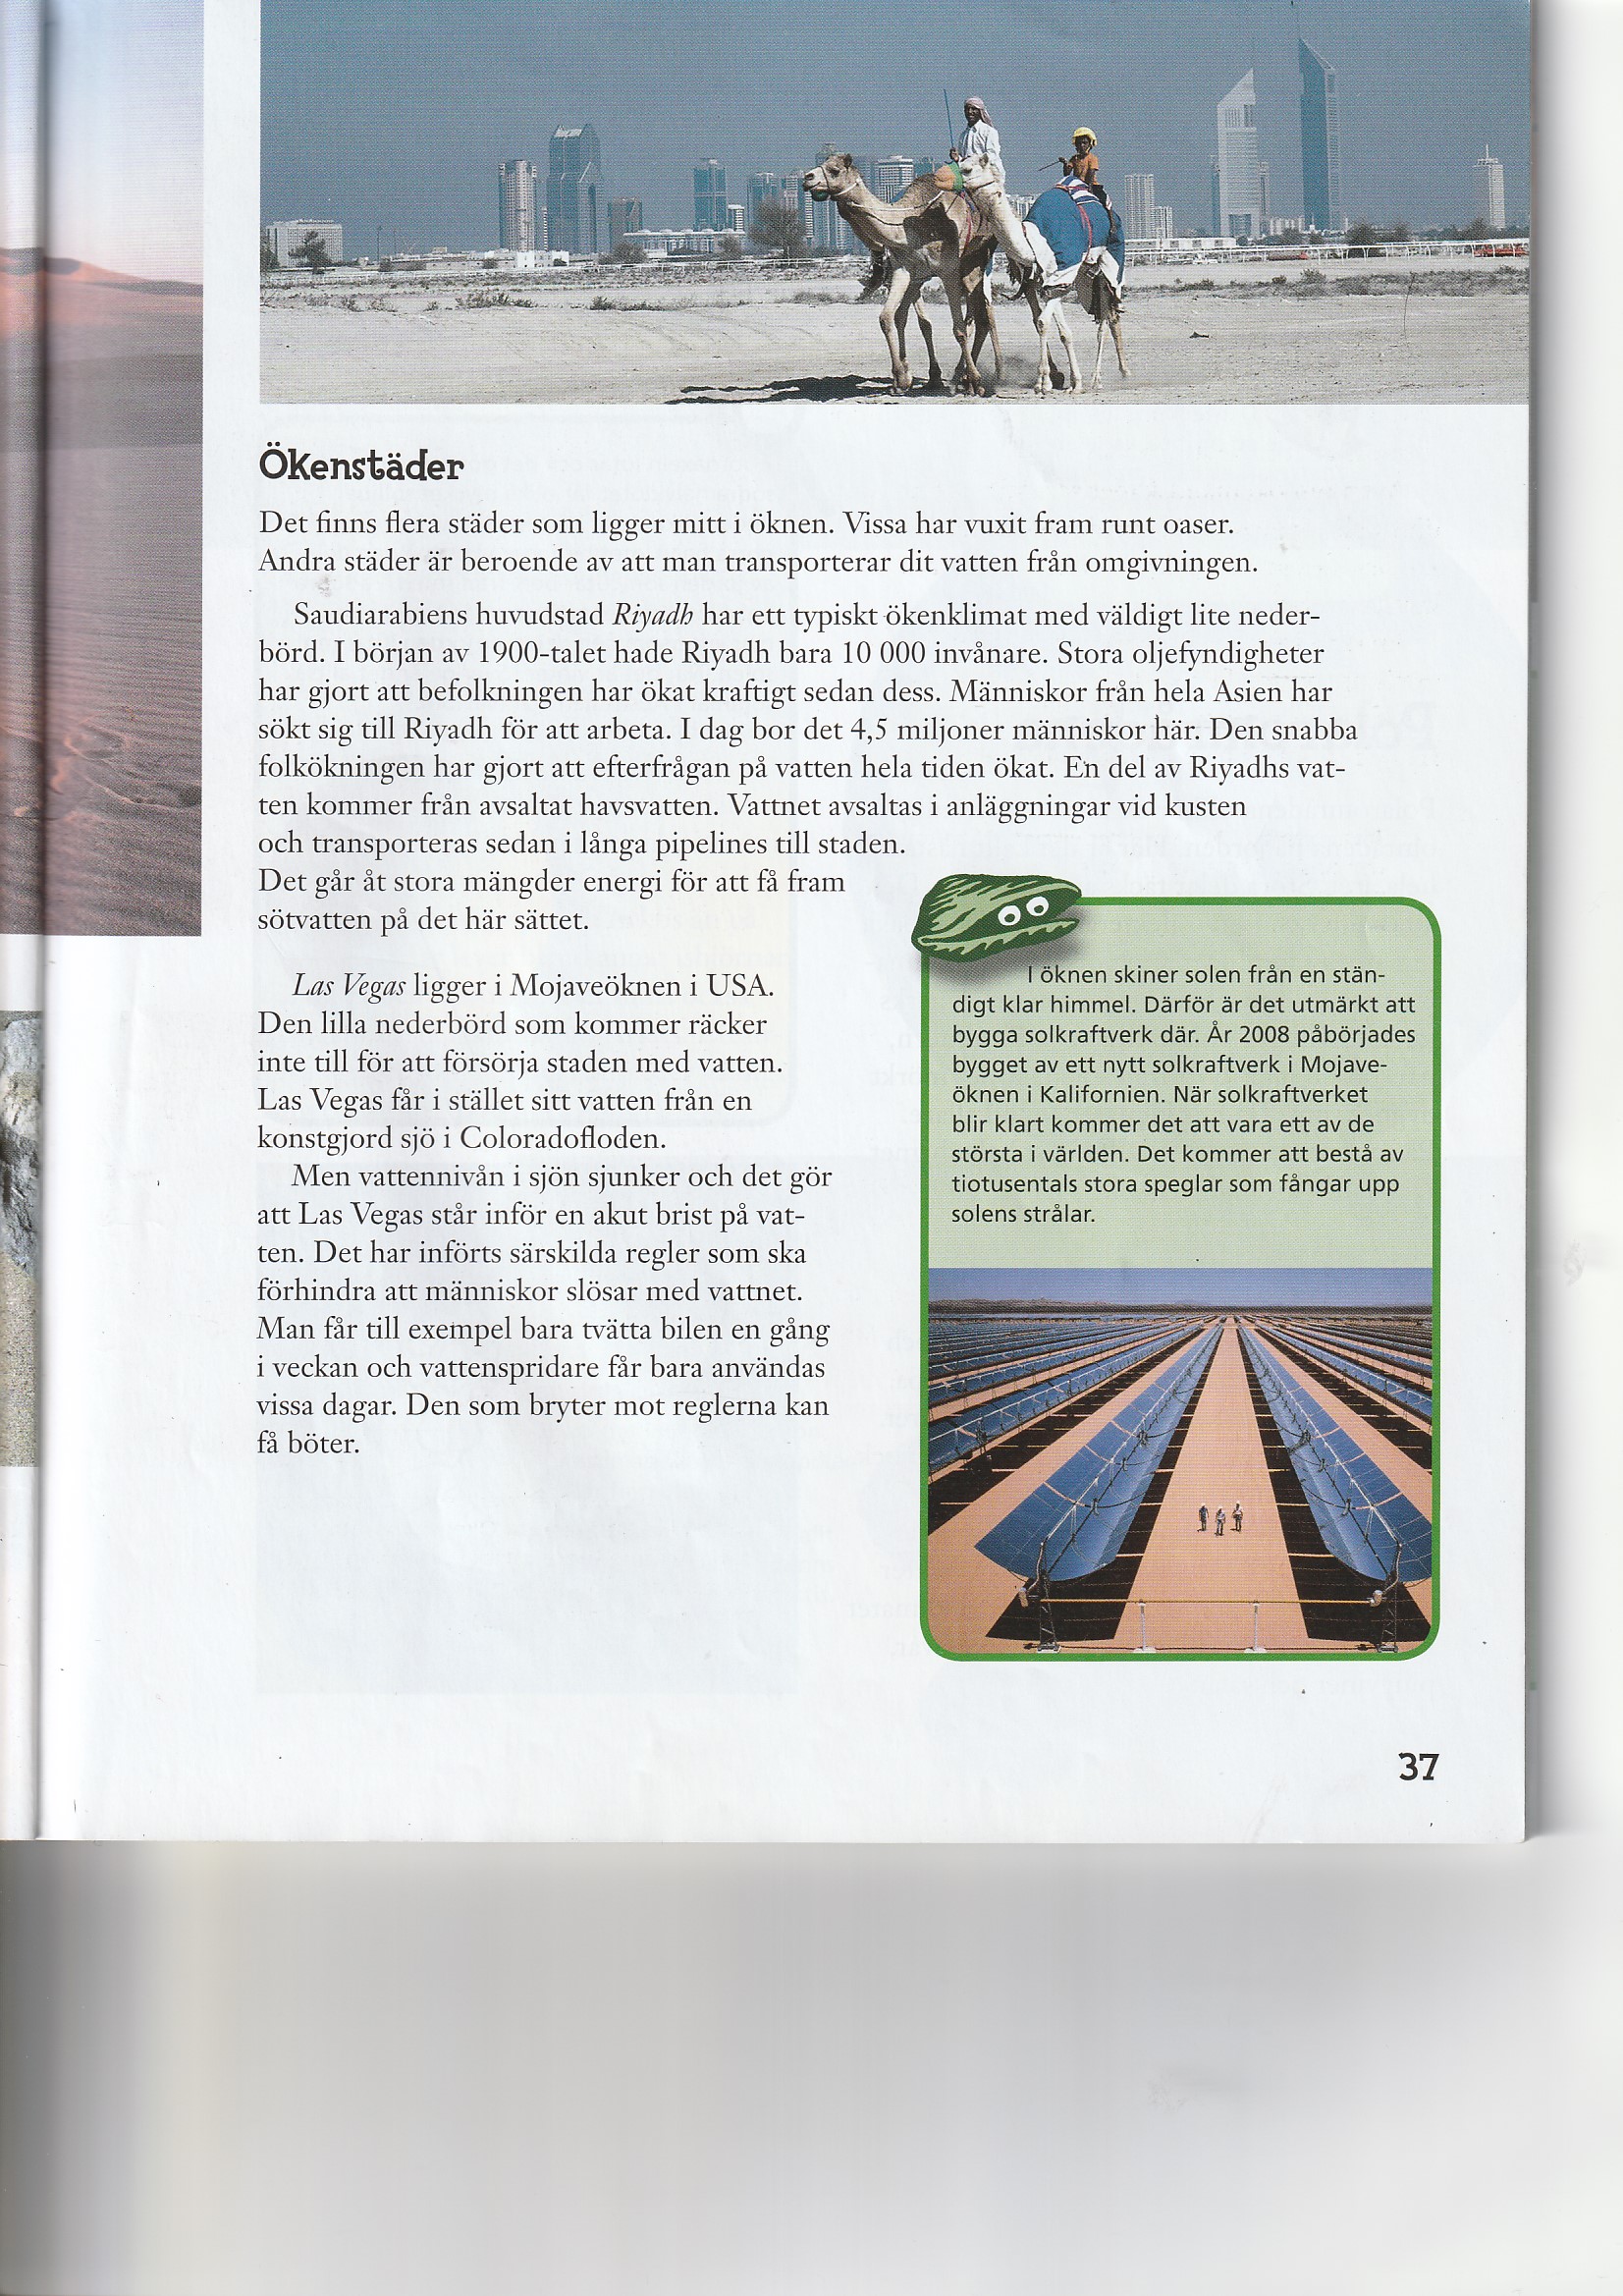 Ökenstäder
Det finns flera städer som ligger mitt i öknen. Vissa har vuxit fram runt oaser.
Andra städer är beroende av att man transporterar dit vatten från omgivningen.
Saudiarabiens huvudstad Riyadh har ett typiskt ökenklimat med väldigt lite neder-
börd. I början av 1900-talet hade Riyadh bara 10 000 invånare. Stora oljefyndigheter
har gjort att befolkningen har ökat kraftigt sedan dess. Människor från hela Asien har
sökt sig till Riyadh för att arbeta. I dag bor det 4,5 miljoner människor här. Den snabba
folkökningen har gjort att efterfrågan på vatten hela tiden ökat. En del av Riyadhs vat-
ten kommer från avsaltat havsvatten. Vattnet avsaltas i anläggningar vid kusten
och transporteras sedan i långa pipelines till staden.
Det går åt stora mängder energi för att få fram
sötvatten på det här sättet.
Las Vegas ligger i Mojaveöknen i USA.
Den lilla nederbörd som kommer räcker
inte till för att försörja staden med vatten.
Las Vegas får i stället sitt vatten från en
konstgjord sjö i Coloradofloden.
Men vattennivån i sjön sjunker och det gör
att Las Vegas står inför en akut brist på vat-
ten. Det har införts särskilda regler som ska
förhindra att människor slösar med vattnet.
Man får till exempel bara tvätta bilen en gång
i veckan och vattenspridare får bara användas
vissa dagar. Den som bryter mot reglerna kan
få böter.
I öknen skiner solen från en stän-
digt klar himmel. Därför är det utmärkt att
bygga solkraftverk där. År 2008 påbörjades
bygget av ett nytt solkraftverk i Mojave-
öknen i Kalifornien. När solkraftverket
blir klart kommer det att vara ett av de
största i världen. Det kommer att bestå av
tiotusentals stora speglar som fångar upp
solens strålar.
37